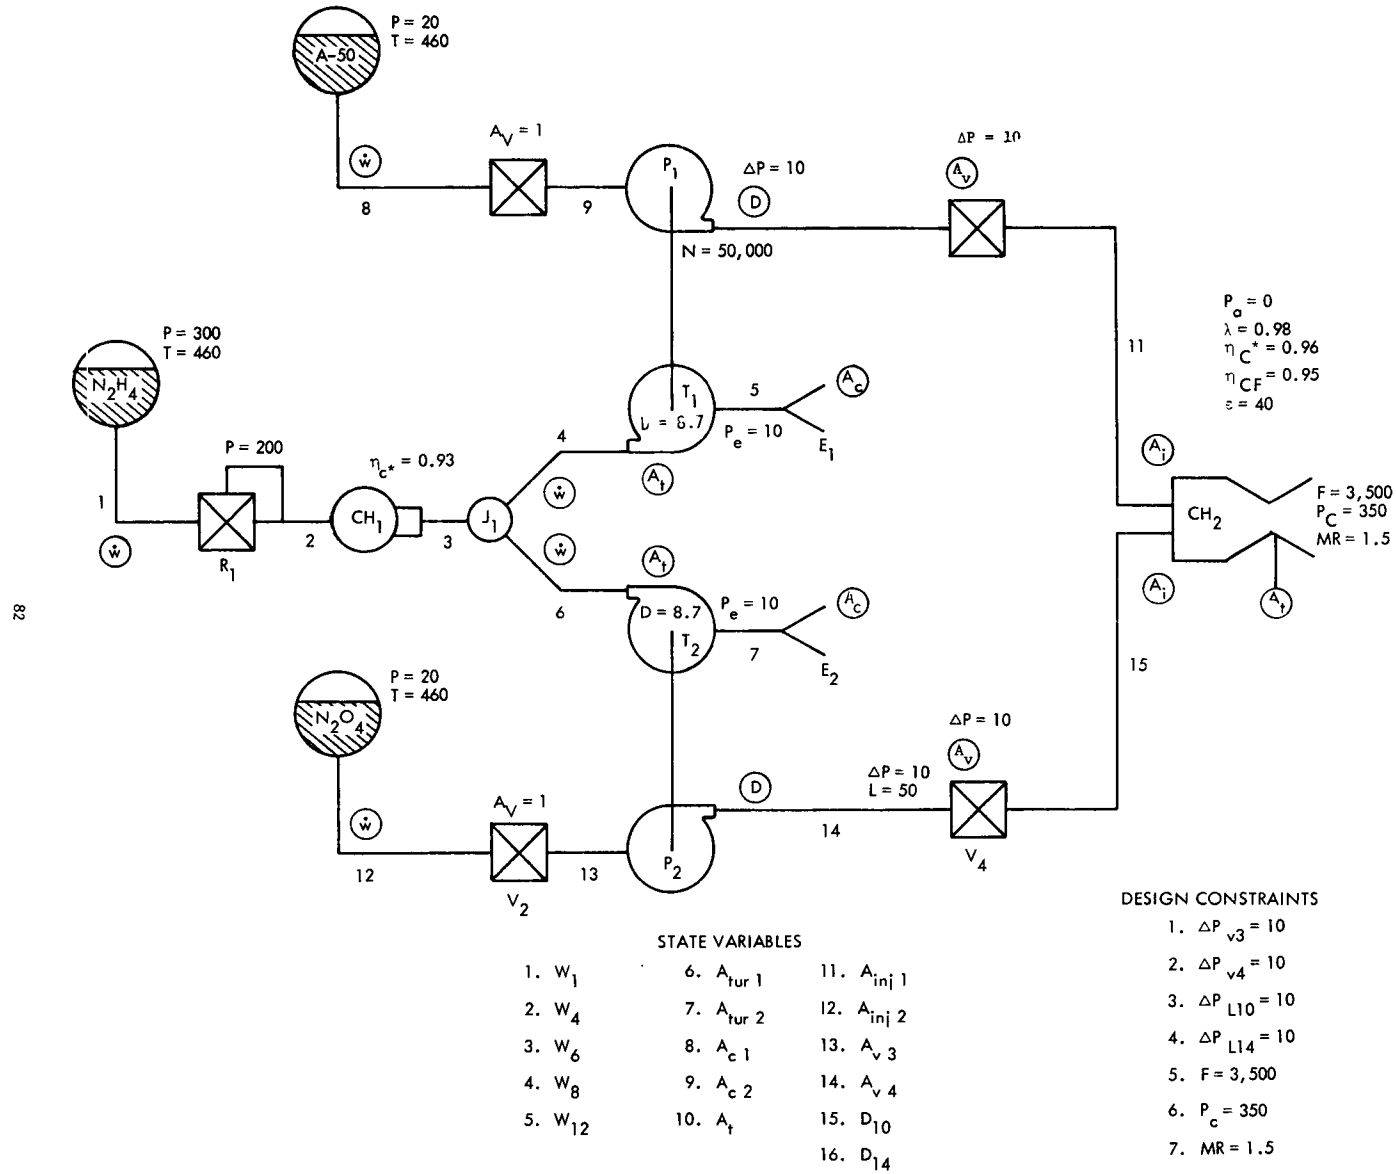 P = 20
T = 460
A-50
A_V = 1
ẇ
8
9
P_1
ΔP = 10
D
N = 50,000
ΔP = 10
A_v
11
P_a = 0
λ = 0.98
η_C* = 0.96
η_CF = 0.95
ε = 40
P = 300
T = 460
N_2H_4
1
ẇ
P = 200
R_1
2
η_c* = 0.93
CH_1
3
J_1
4
ẇ
ẇ
6
T_1
= 8.7
A_t
5
P_e = 10
A_c
E_1
A_t
D = 8.7
T_2
P_e = 10
7
A_c
E_2
A_i
CH_2
A_i
A_t
F = 3,500
P_C = 350
MR = 1.5
15
82
P = 20
T = 460
N_2O_4
ẇ
12
A_V = 1
V_2
13
P_2
D
14
ΔP = 10
L = 50
ΔP = 10
A_v
V_4
STATE VARIABLES
1. W_1
2. W_4
3. W_6
4. W_8
5. W_12
6. A_tur 1
7. A_tur 2
8. A_c 1
9. A_c 2
10. A_t
11. A_inj 1
12. A_inj 2
13. A_v 3
14. A_v 4
15. D_10
16. D_14
DESIGN CONSTRAINTS
1. ΔP_v3 = 10
2. ΔP_v4 = 10
3. ΔP_L10 = 10
4. ΔP_L14 = 10
5. F = 3,500
6. P_c = 350
7. MR = 1.5